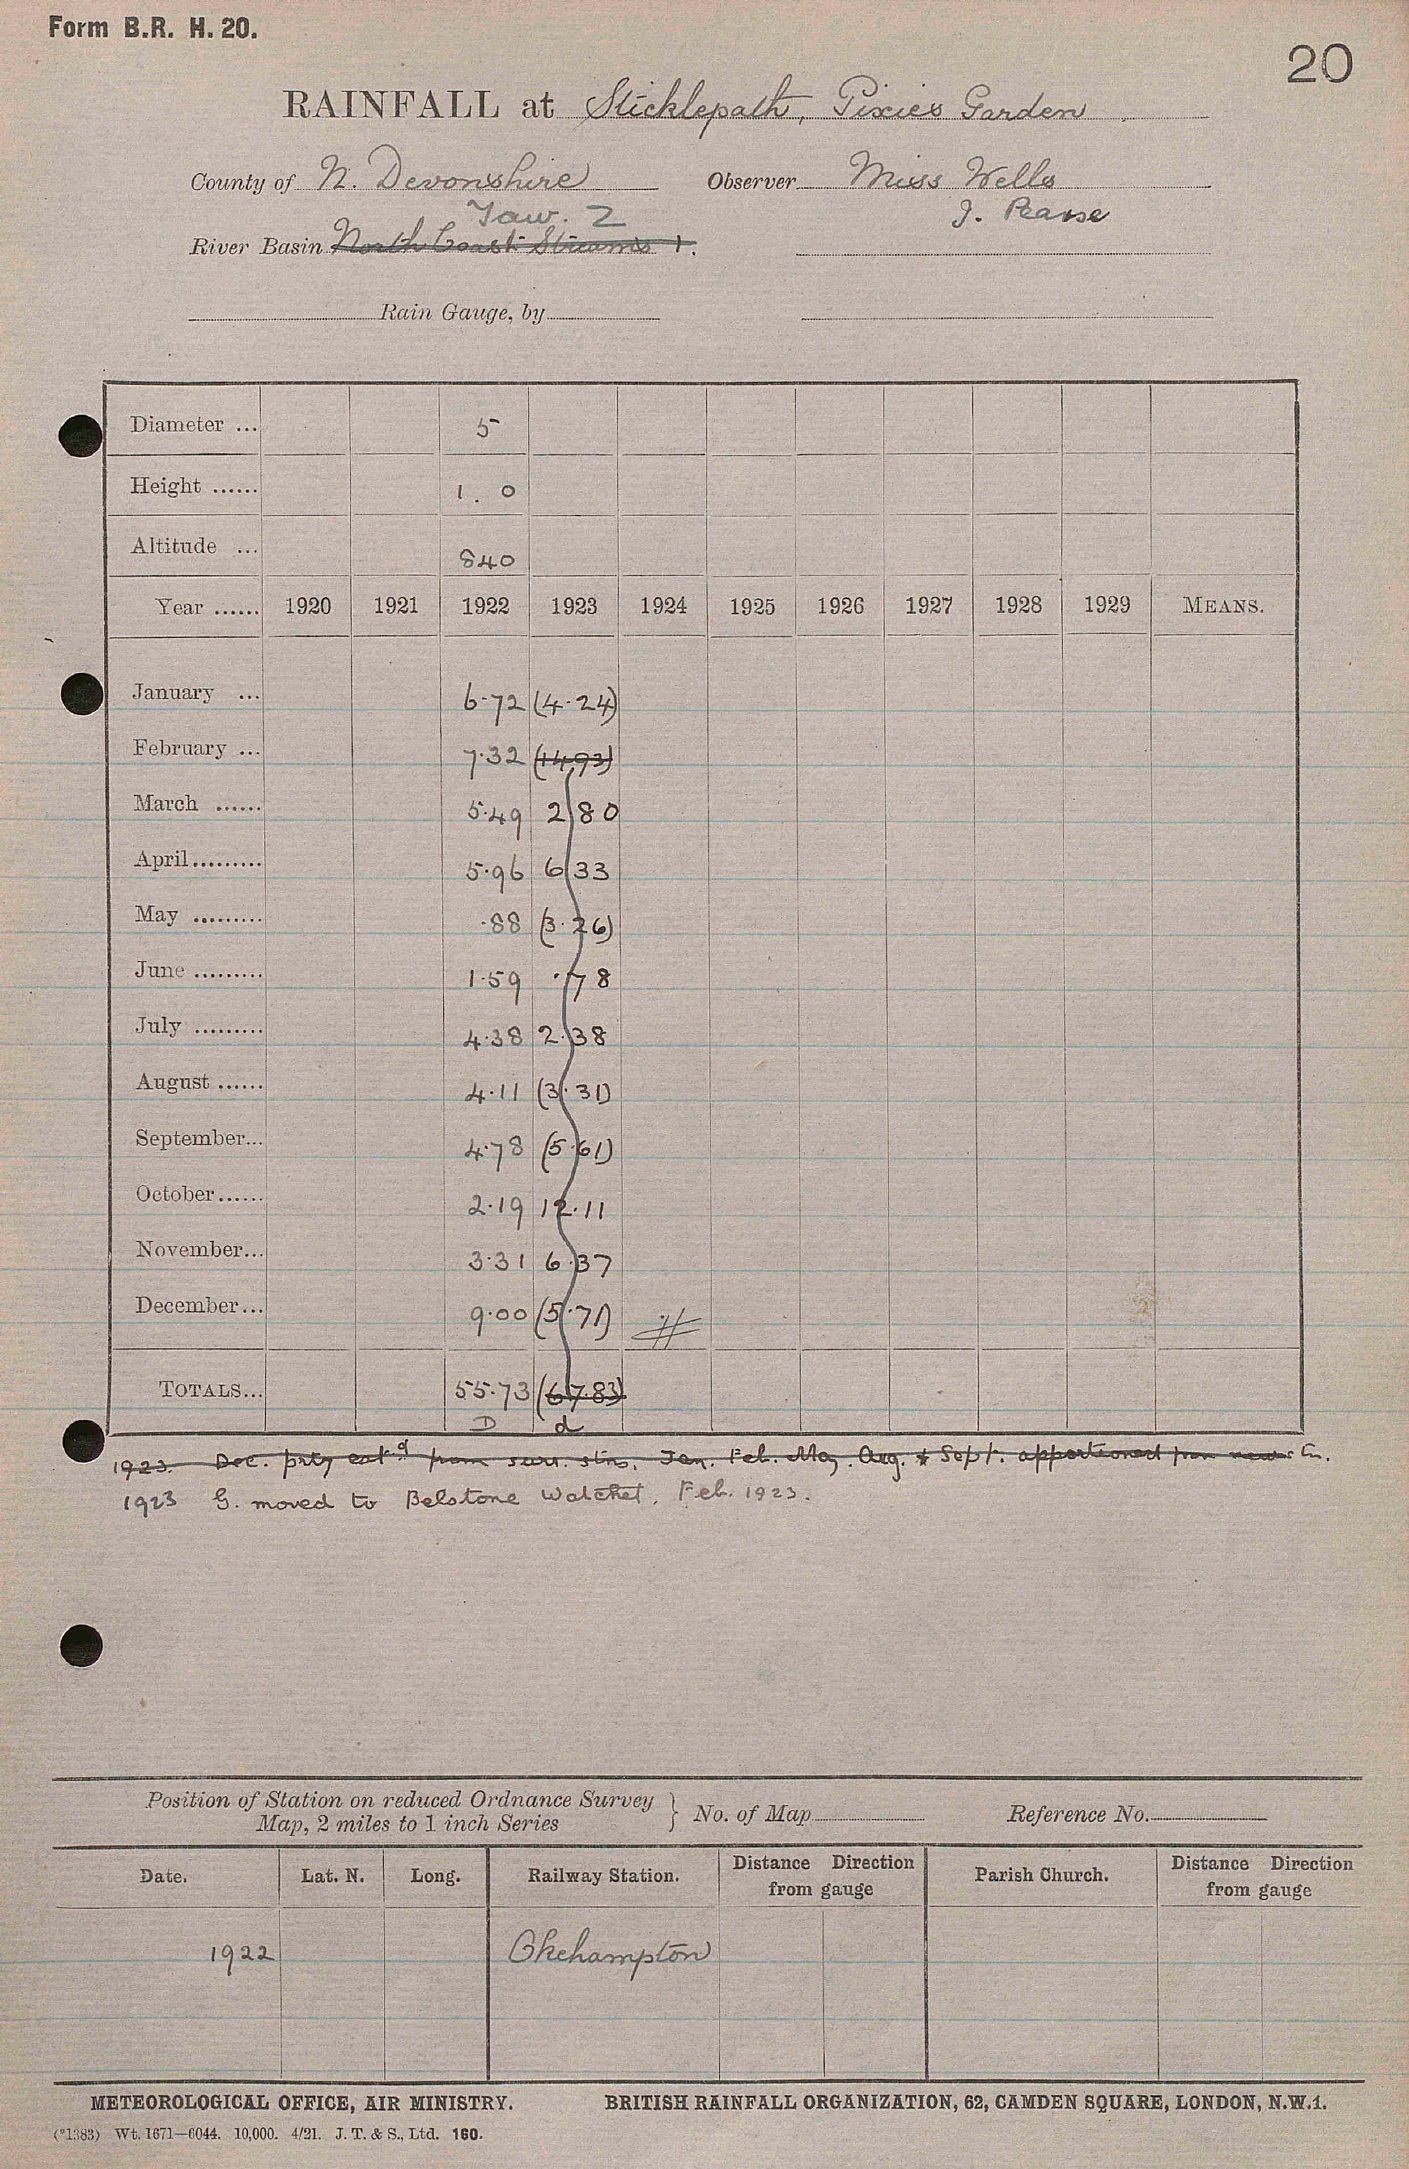 Form B.R. H. 20.
20
RAINFALL at Sticklepath, Pixies Garden
County of N. Devonshire Observer Miss Wells
Taw. 2 J. Pearse
River Basin North Coast Streams 1.
Rain Gauge, by
Diameter ... 5
Height ...... 1. 0
Altitude ... 840
Year ...... 1920 1921 1922 1923 1924 1925 1926 1927 1928 1929 MEANS.
January ... 6.72 (4.24)
February ... 7.32 (14.93)
March ...... 5.49 2 80
April......... 5.96 6 33
May ......... .88 (3.26)
June ......... 1.59 .78
July ......... 4.38 2.38
August ...... 4.11 (3.31)
September... 4.78 (5.61)
October...... 2.19 12.11
November... 3.31 6.37
December... 9.00 (5.71)
TOTALS... 55.73 (67.83)
D d
1923. Dec. prtly estd from surr. stns. Jan. Feb. May. Aug. & Sept. apportioned from new stn.
1923 G. moved to Belstone Watchet, Feb. 1923.
Position of Station on reduced Ordnance Survey
Map, 2 miles to 1 inch Series } No. of Map Reference No.
Date. Lat. N. Long. Railway Station. Distance Direction from gauge Parish Church. Distance Direction from gauge
1922 Okehampton
METEOROLOGICAL OFFICE, AIR MINISTRY. BRITISH RAINFALL ORGANIZATION, 62, CAMDEN SQUARE, LONDON, N.W.1.
(*1383) Wt. 1671—6044. 10,000. 4/21. J. T. & S., Ltd. 160.